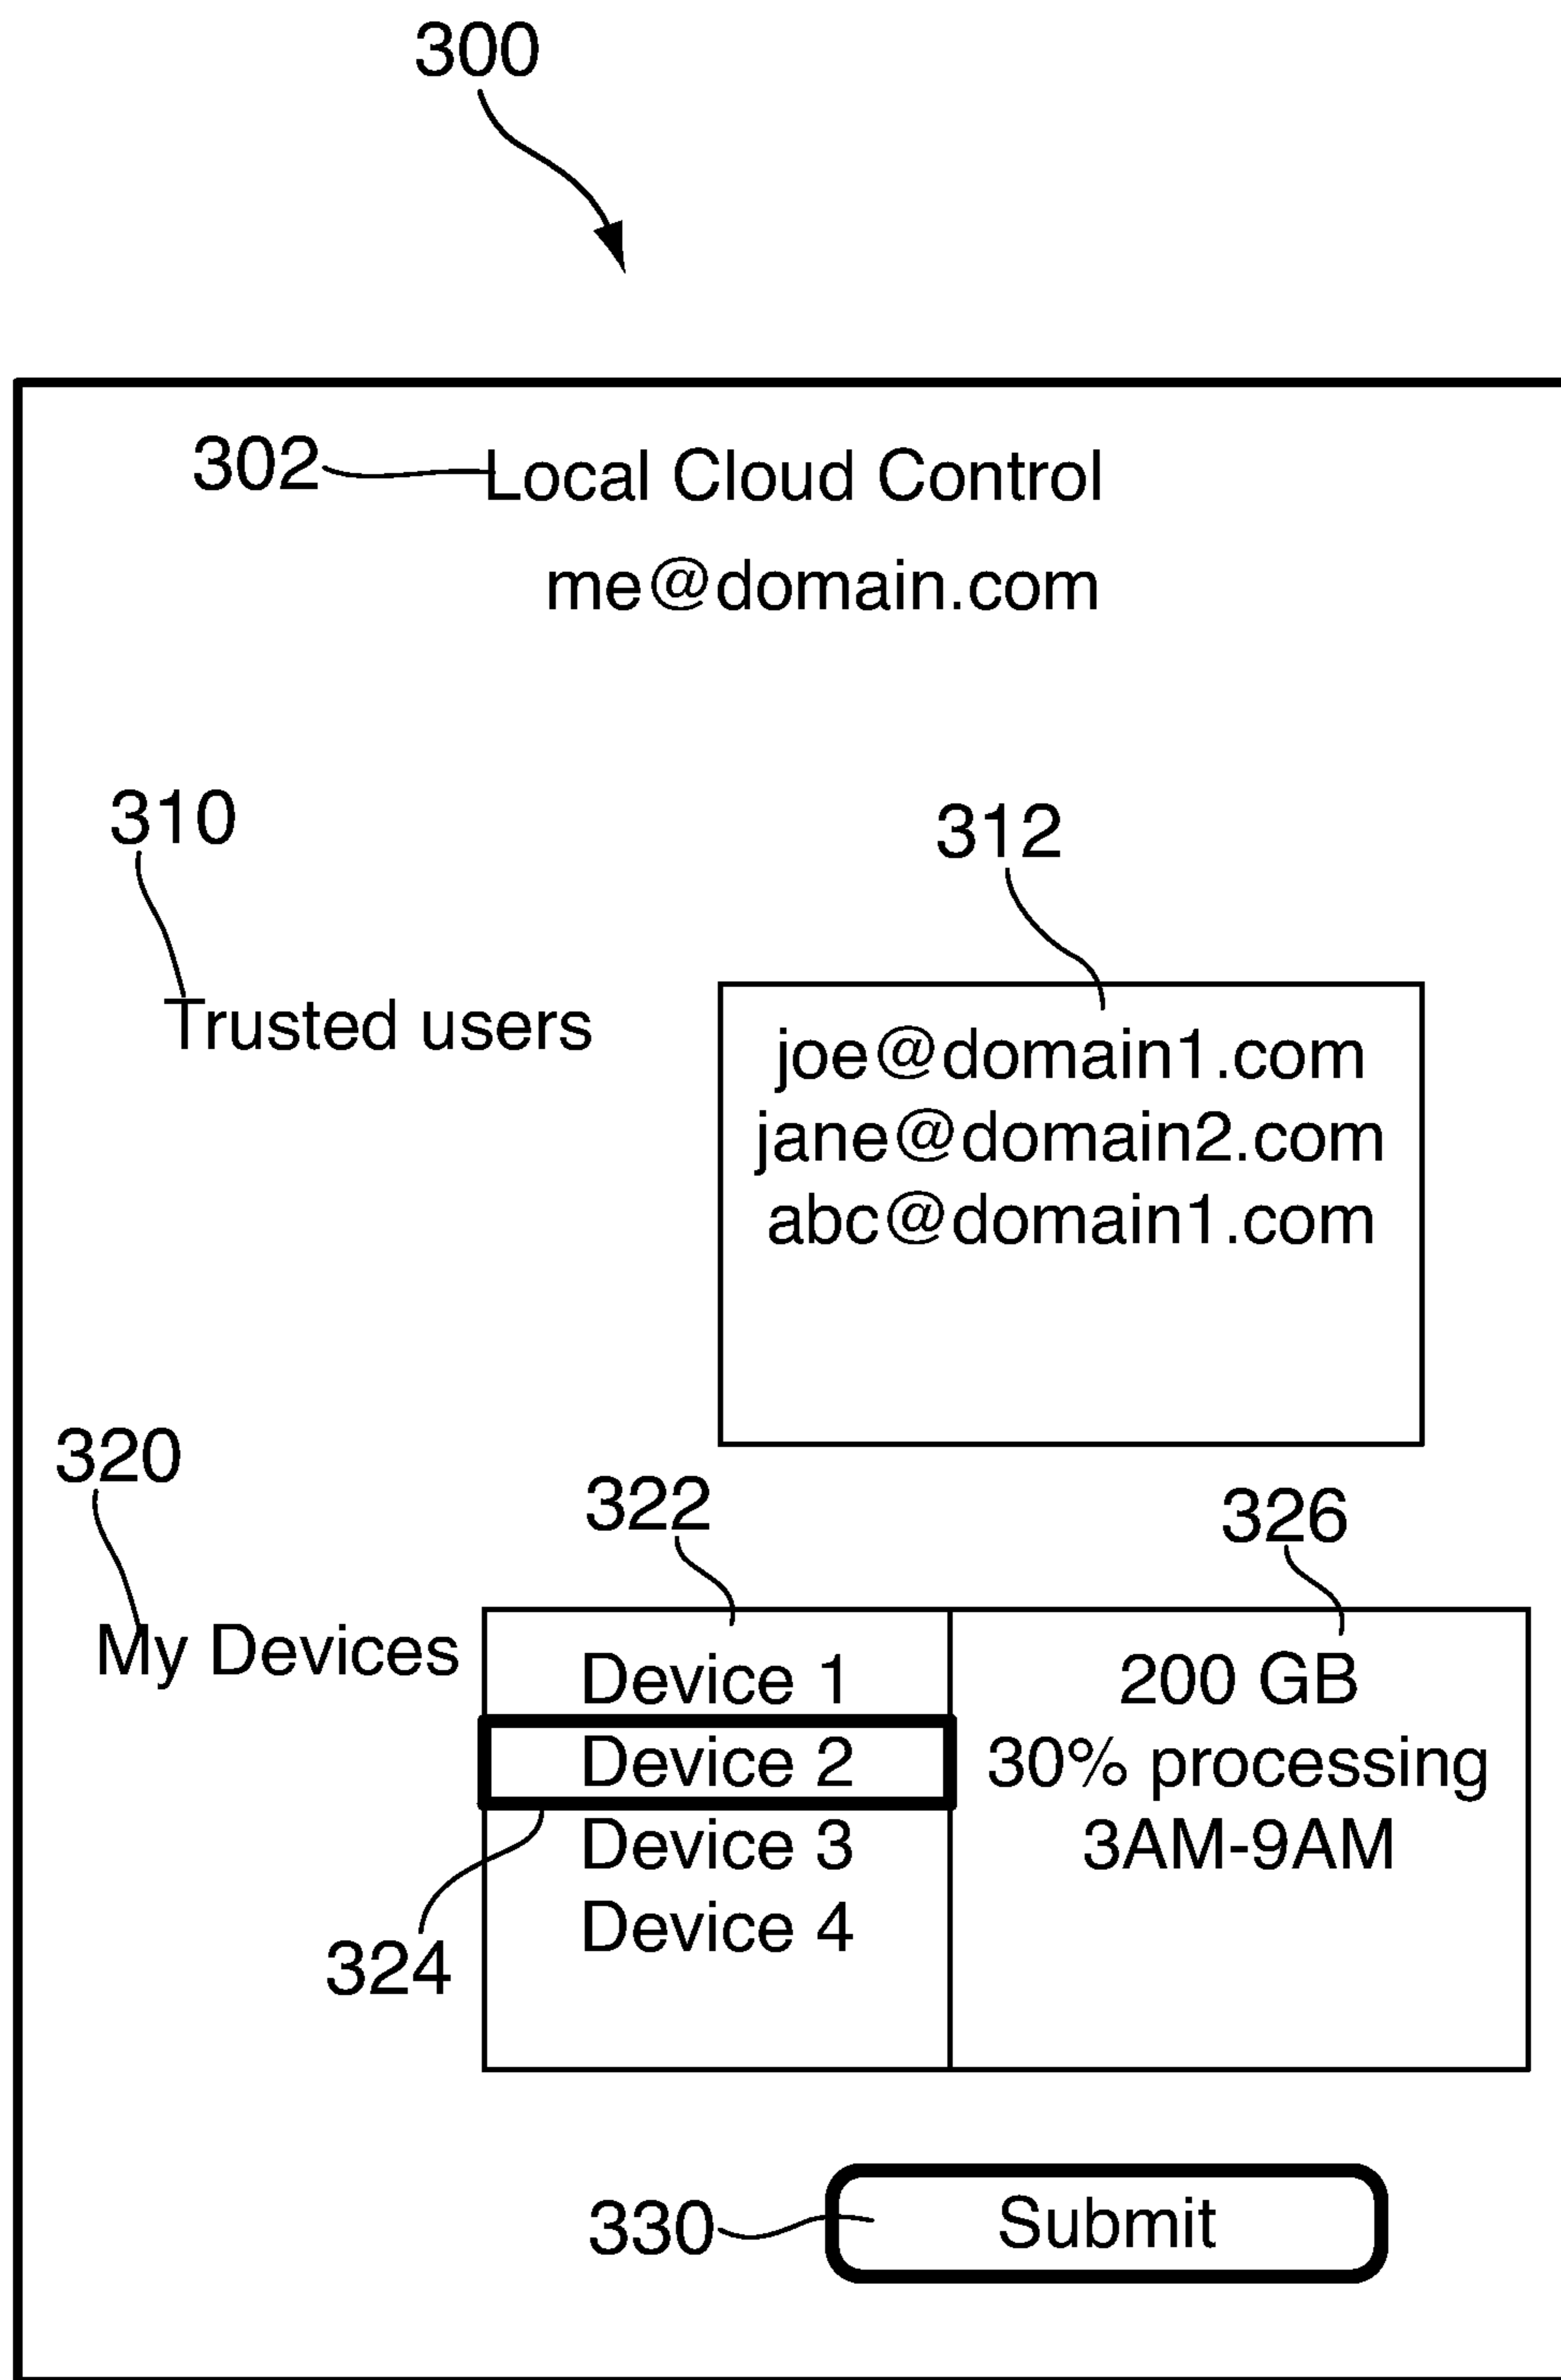 300
302 Local Cloud Control
me@domain.com
310
312
Trusted users
joe@domain1.com
jane@domain2.com
abc@domain1.com
320
322
326
My Devices
Device 1
Device 2
Device 3
Device 4
200 GB
30% processing
3AM-9AM
324
330 Submit